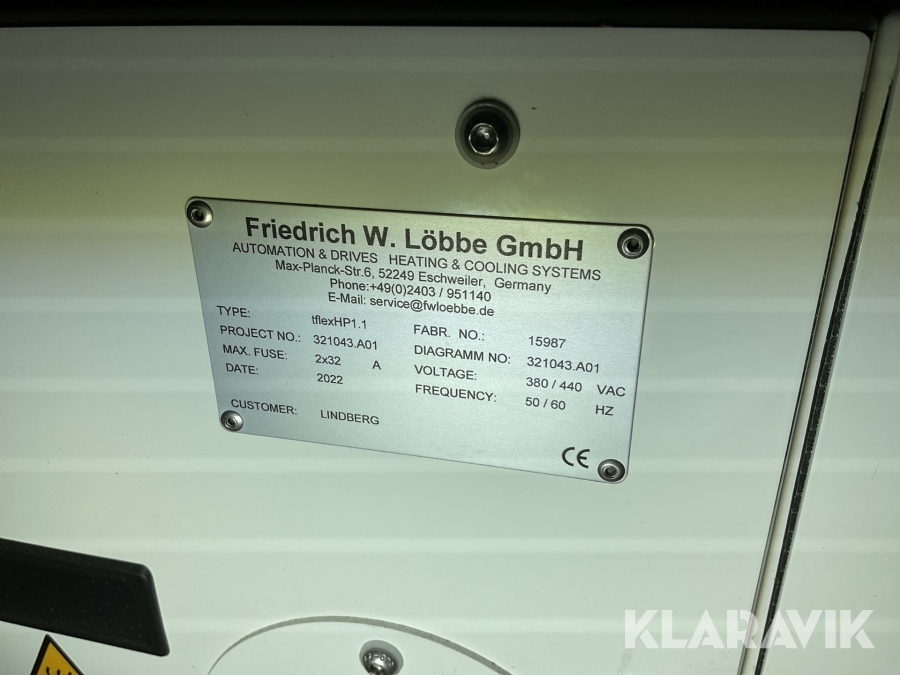 Friedrich W. Löbbe GmbH
AUTOMATION & DRIVES HEATING & COOLING SYSTEMS
Max-Planck-Str.6, 52249 Eschweiler, Germany
Phone:+49(0)2403 / 951140
E-Mail: service@fwloebbe.de
TYPE: tflexHP1.1 FABR. NO.: 15987
PROJECT NO.: 321043.A01 DIAGRAMM NO: 321043.A01
MAX. FUSE: 2x32 A VOLTAGE: 380 / 440 VAC
DATE: 2022 FREQUENCY: 50 / 60 HZ
CUSTOMER: LINDBERG
CE
KLARAVIK